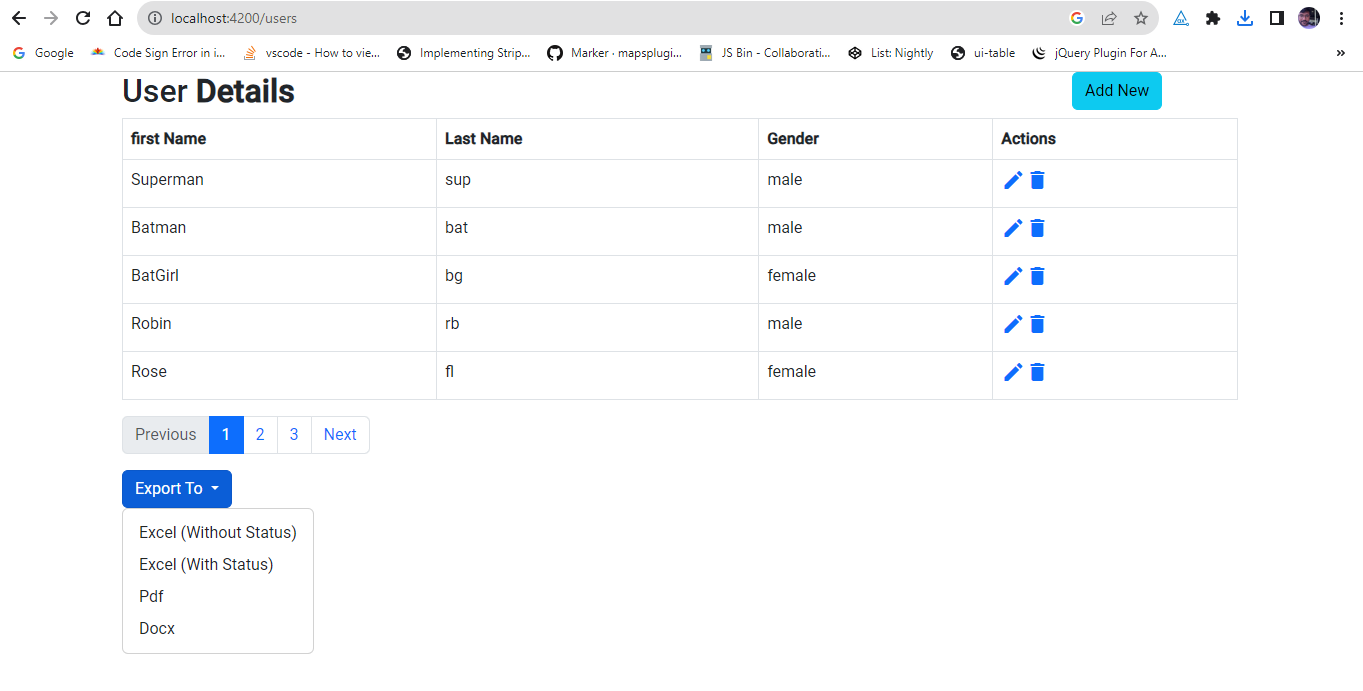 localhost:4200/users
Google Code Sign Error in i... vscode - How to vie... Implementing Strip... Marker · mapsplugi... JS Bin - Collaborati... List: Nightly ui-table jQuery Plugin For A... »
User Details Add New
first Name Last Name Gender Actions
Superman sup male
Batman bat male
BatGirl bg female
Robin rb male
Rose fl female
Previous 1 2 3 Next
Export To
Excel (Without Status)
Excel (With Status)
Pdf
Docx